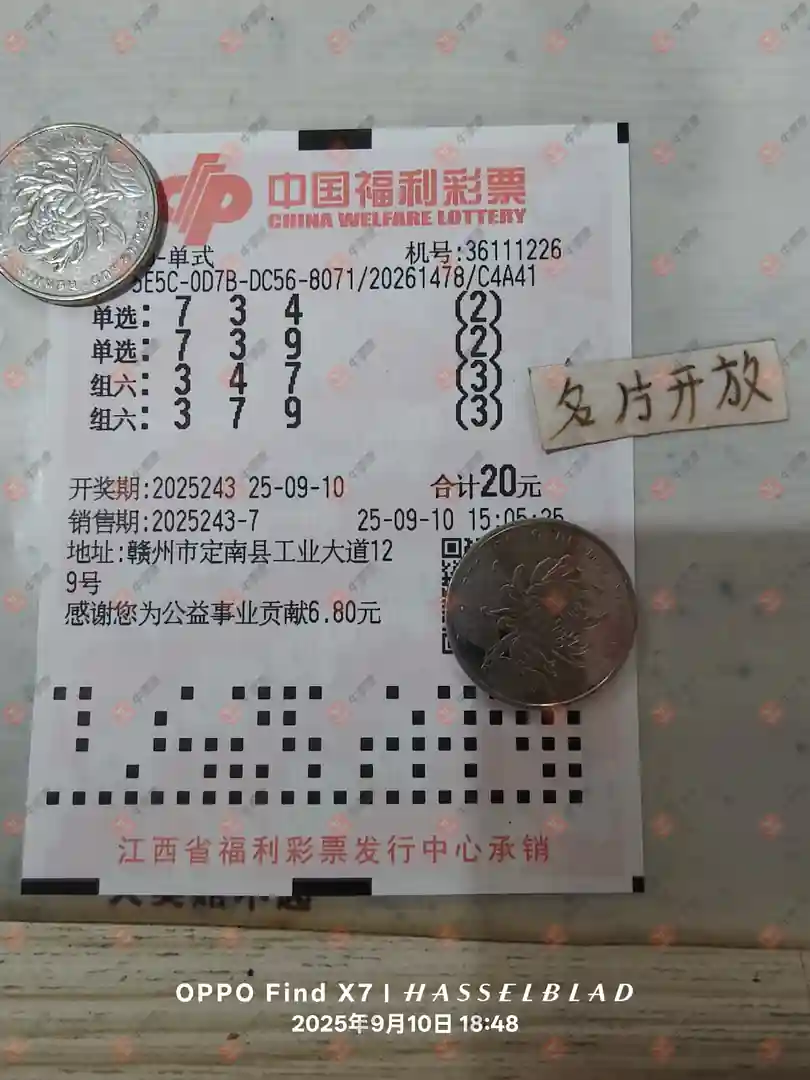 中国福利彩票
CHINA WELFARE LOTTERY
-单式 机号:36111226
5E5C-0D7B-DC56-8071/20261478/C4A41
单选: 7 3 4 (2)
单选: 7 3 9 (2)
组六: 3 4 7 (3)
组六: 3 7 9 (3)
名片开放
开奖期:2025243 25-09-10 合计20元
销售期:2025243-7 25-09-10 15:05:25
地址:赣州市定南县工业大道12
9号
感谢您为公益事业贡献6.80元
江西省福利彩票发行中心承销
OPPO Find X7 | HASSELBLAD
2025年9月10日 18:48